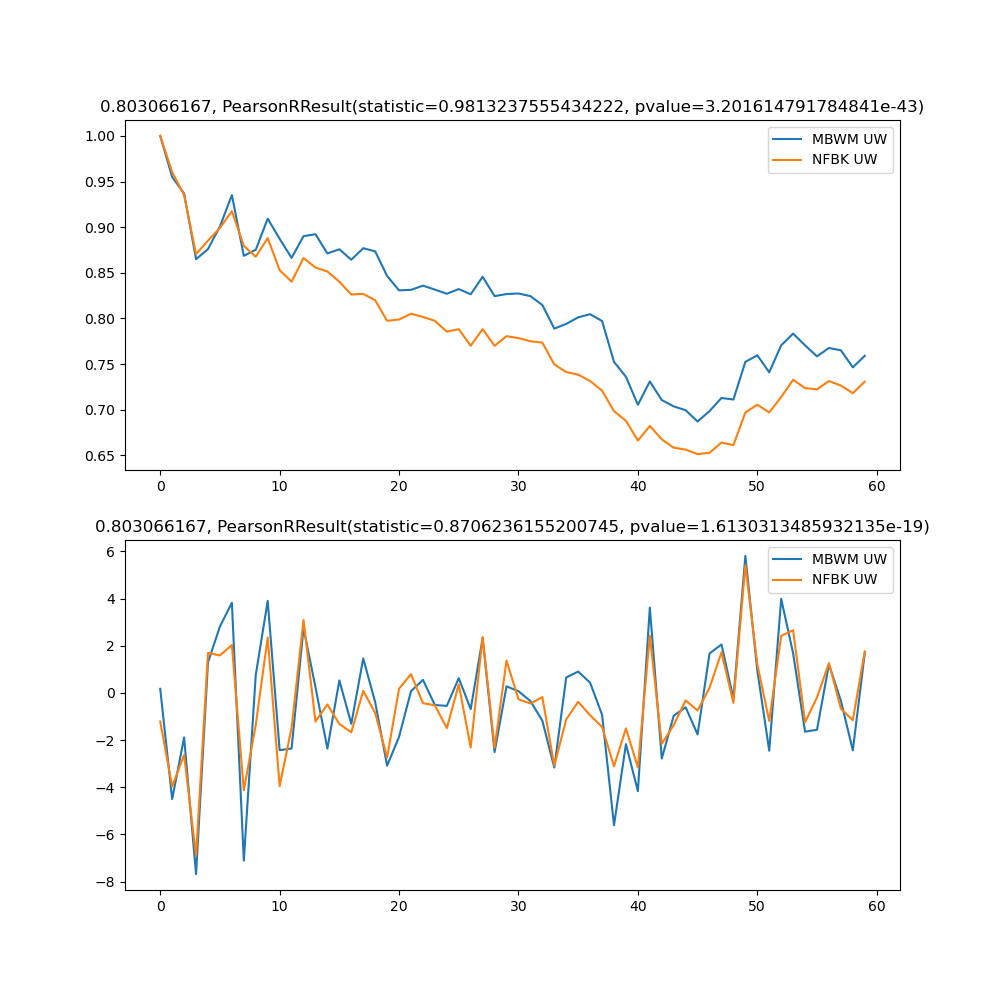 0.803066167, PearsonRResult(statistic=0.9813237555434222, pvalue=3.201614791784841e-43)
MBWM UW
NFBK UW
1.00
0.95
0.90
0.85
0.80
0.75
0.70
0.65
0 10 20 30 40 50 60
0.803066167, PearsonRResult(statistic=0.8706236155200745, pvalue=1.6130313485932135e-19)
MBWM UW
NFBK UW
6
4
2
0
−2
−4
−6
−8
0 10 20 30 40 50 60